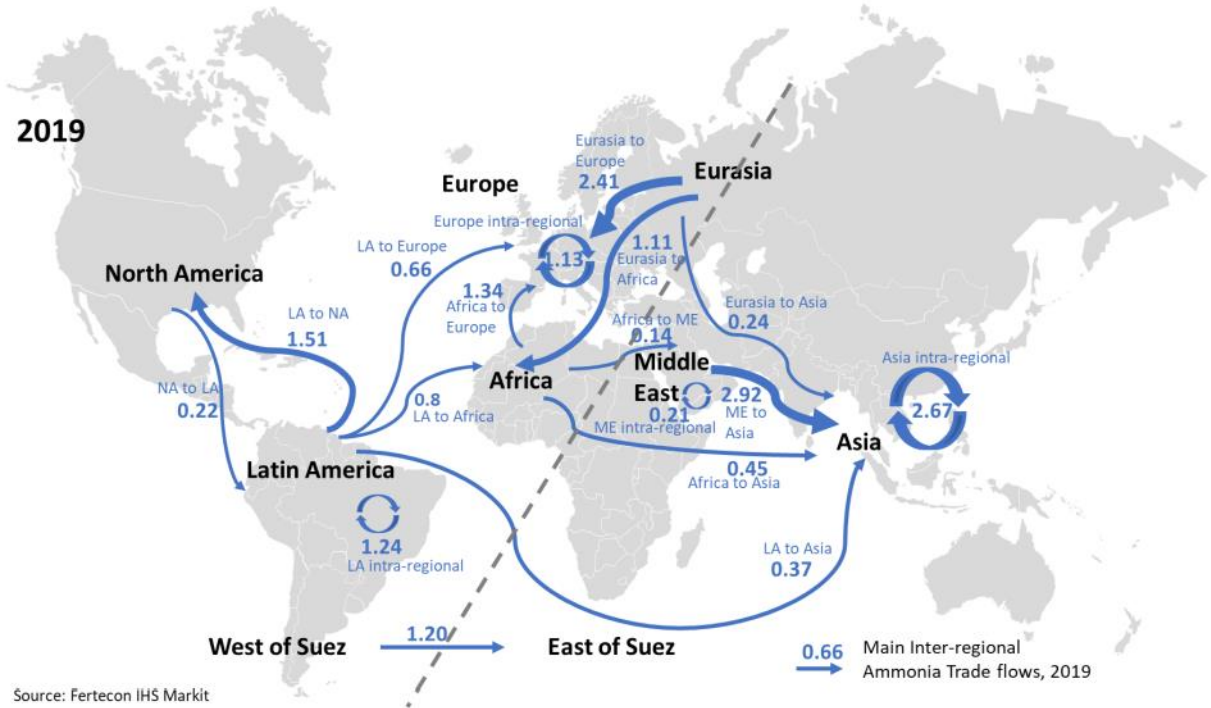 2019
Eurasia to
Europe
2.41
Eurasia
Europe
Europe intra-regional
1.13
1.11
Eurasia to
Africa
LA to Europe
0.66
North America
1.34
Africa to
Europe
LA to NA
1.51
Africa to ME
0.14
Eurasia to Asia
0.24
Middle
East
0.21
ME intra-regional
2.92
ME to
Asia
Asia intra-regional
2.67
Asia
NA to LA
0.22
Africa
0.8
LA to Africa
0.45
Africa to Asia
Latin America
1.24
LA intra-regional
LA to Asia
0.37
West of Suez
1.20
East of Suez
0.66
Main Inter-regional
Ammonia Trade flows, 2019
Source: Fertecon IHS Markit